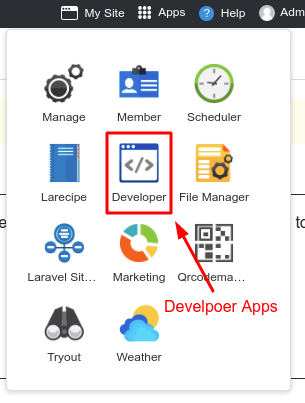 My Site Apps Help Adm
Manage Member Scheduler
Larecipe Developer File Manager
Laravel Sit... Marketing Qrcodema...
Develpoer Apps
Tryout Weather
e
to